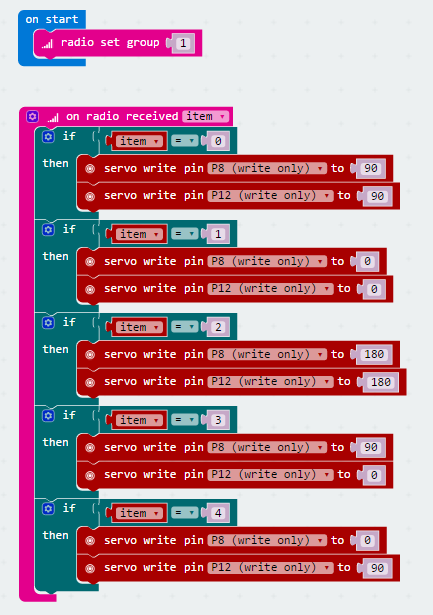 on start
radio set group 1
on radio received item
if item = 0
then servo write pin P8 (write only) to 90
servo write pin P12 (write only) to 90
if item = 1
then servo write pin P8 (write only) to 0
servo write pin P12 (write only) to 0
if item = 2
then servo write pin P8 (write only) to 180
servo write pin P12 (write only) to 180
if item = 3
then servo write pin P8 (write only) to 90
servo write pin P12 (write only) to 0
if item = 4
then servo write pin P8 (write only) to 0
servo write pin P12 (write only) to 90